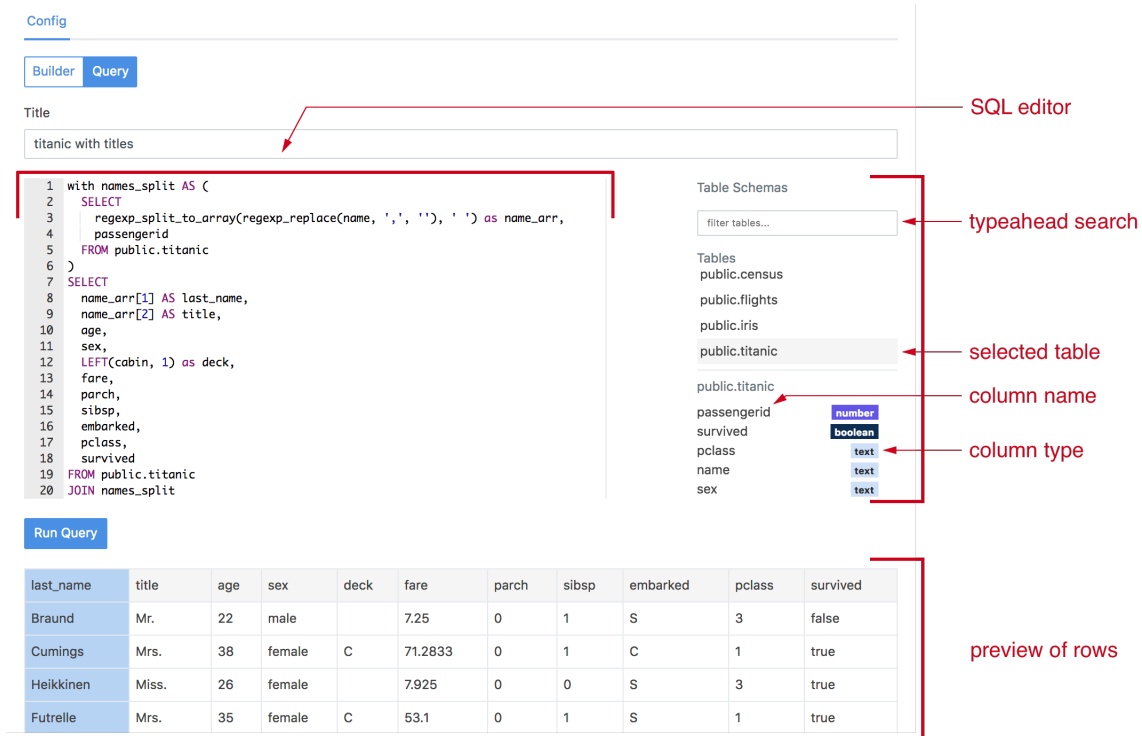 Config
Builder Query
Title
titanic with titles
SQL editor
1 with names_split AS (
2 SELECT
3 regexp_split_to_array(regexp_replace(name, ',', ''), ' ') as name_arr,
4 passengerid
5 FROM public.titanic
6 )
7 SELECT
8 name_arr[1] AS last_name,
9 name_arr[2] AS title,
10 age,
11 sex,
12 LEFT(cabin, 1) as deck,
13 fare,
14 parch,
15 sibsp,
16 embarked,
17 pclass,
18 survived
19 FROM public.titanic
20 JOIN names_split
Table Schemas
filter tables...
typeahead search
Tables
public.census
public.flights
public.iris
public.titanic
selected table
public.titanic
column name
passengerid number
survived boolean
pclass text
column type
name text
sex text
Run Query
last_name title age sex deck fare parch sibsp embarked pclass survived
Braund Mr. 22 male 7.25 0 1 S 3 false
Cumings Mrs. 38 female C 71.2833 0 1 C 1 true
Heikkinen Miss. 26 female 7.925 0 0 S 3 true
Futrelle Mrs. 35 female C 53.1 0 1 S 1 true
preview of rows